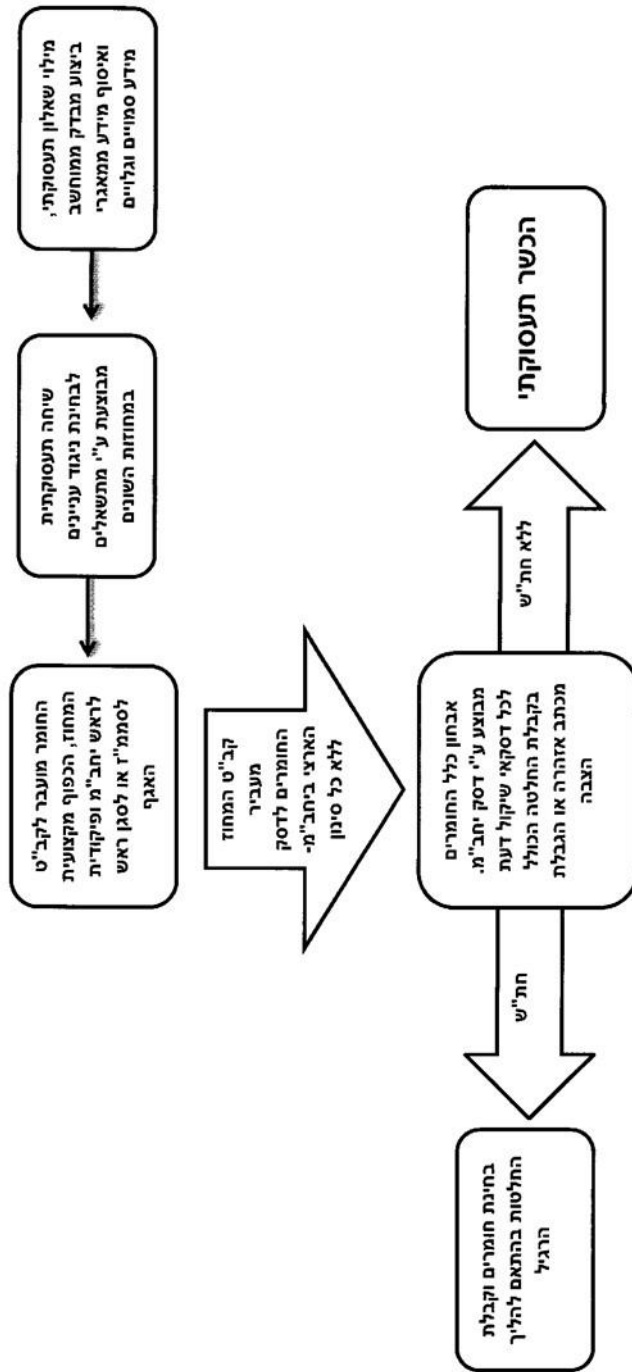 מילוי שאלון תעסוקתי,
ביצוע מבדק ממוחשב
ואיסוף מידע ממאגרי
מידע סמויים וגלויים
שיחה תעסוקתית
לבחינת ניגוד עניינים
מבוצעת ע"י מתשאלים
במחוזות השונים
החומר מועבר לקב"ט
המחוז, הכפוף מקצועית
לראש יחב"מ ופיקודית
לסממ"ז או לסגן ראש
האגף
קב"ט המחוז
מעביר
החומרים לדסק
הארצי ביחב"מ-
ללא כל סינון
אבחון כלל החומרים
מבוצע ע"י דסק יחב"מ.
לכל דסקאי שיקול דעת
בקבלת החלטה הכולל
מכתב אזהרה או הגבלת
הצבה
ללא חת"ש
הכשר תעסוקתי
חת"ש
בחינת חומרים וקבלת
החלטות בהתאם להליך
הרגיל